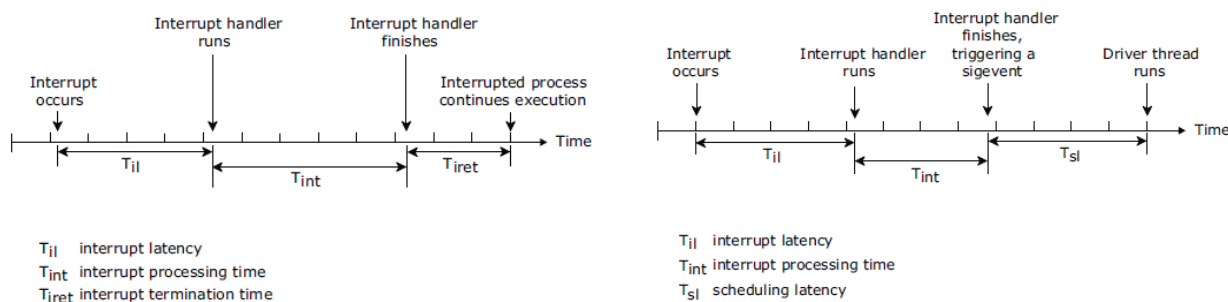 Interrupt handler
runs
Interrupt handler
finishes
Interrupt
occurs
Interrupted process
continues execution
Time
Til
Tint
Tiret
Til interrupt latency
Tint interrupt processing time
Tiret interrupt termination time
Interrupt handler
finishes,
triggering a
sigevent
Interrupt
occurs
Interrupt handler
runs
Driver thread
runs
Time
Til
Tint
Tsl
Til interrupt latency
Tint interrupt processing time
Tsl scheduling latency